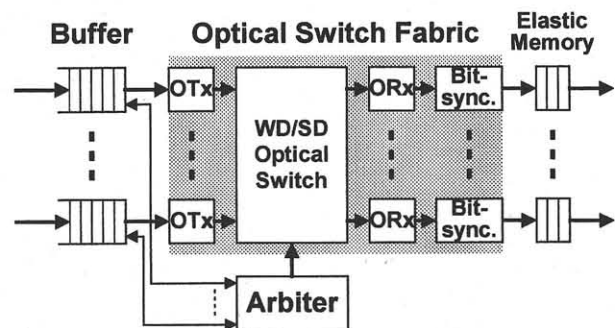 Buffer
Optical Switch Fabric
Elastic
Memory
OTx
ORx
Bit-
sync.
WD/SD
Optical
Switch
OTx
ORx
Bit-
sync.
Arbiter